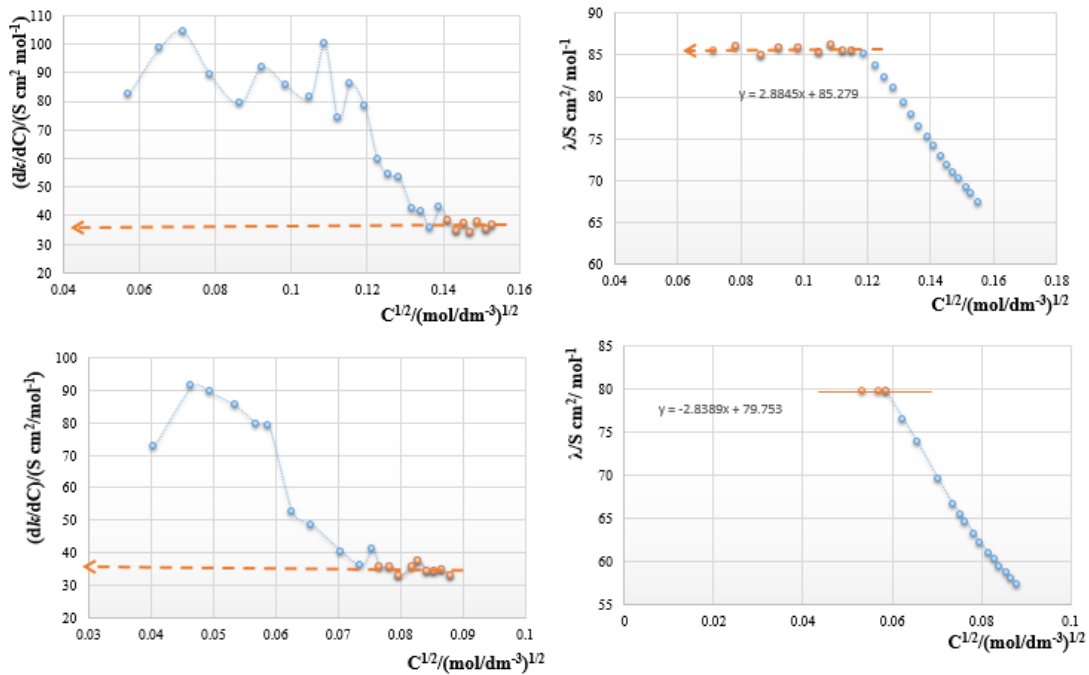 (dk/dC)/(S cm² mol⁻¹)
110
100
90
80
70
60
50
40
30
20
0.04 0.06 0.08 0.1 0.12 0.14 0.16
C^1/2/(mol/dm⁻³)^1/2
λ/S cm²/ mol⁻¹
90
85
80
75
70
65
60
y = 2.8845x + 85.279
0.04 0.06 0.08 0.1 0.12 0.14 0.16 0.18
C^1/2/(mol/dm⁻³)^1/2
(dk/dC)/(S cm²/mol⁻¹)
100
90
80
70
60
50
40
30
20
0.03 0.04 0.05 0.06 0.07 0.08 0.09 0.1
C^1/2/(mol/dm⁻³)^1/2
λ/S cm²/ mol⁻¹
85
80
75
70
65
60
55
y = -2.8389x + 79.753
0 0.02 0.04 0.06 0.08 0.1
C^1/2/(mol/dm⁻³)^1/2